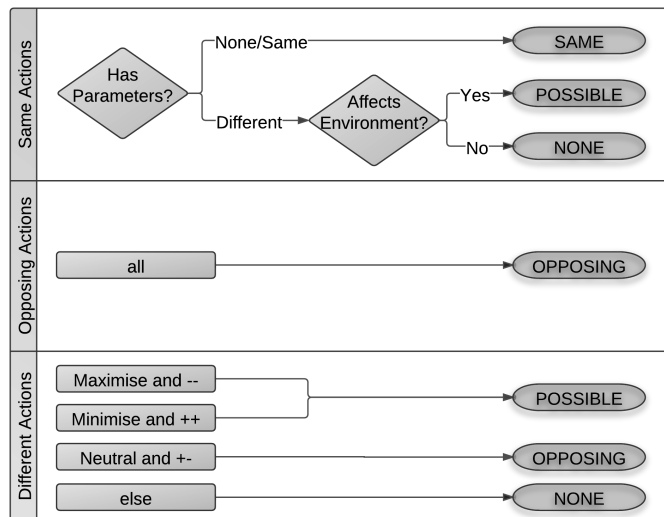 Same Actions
Has
Parameters?
None/Same
SAME
Different
Affects
Environment?
Yes
POSSIBLE
No
NONE
Opposing Actions
all
OPPOSING
Different Actions
Maximise and --
Minimise and ++
POSSIBLE
Neutral and +-
OPPOSING
else
NONE